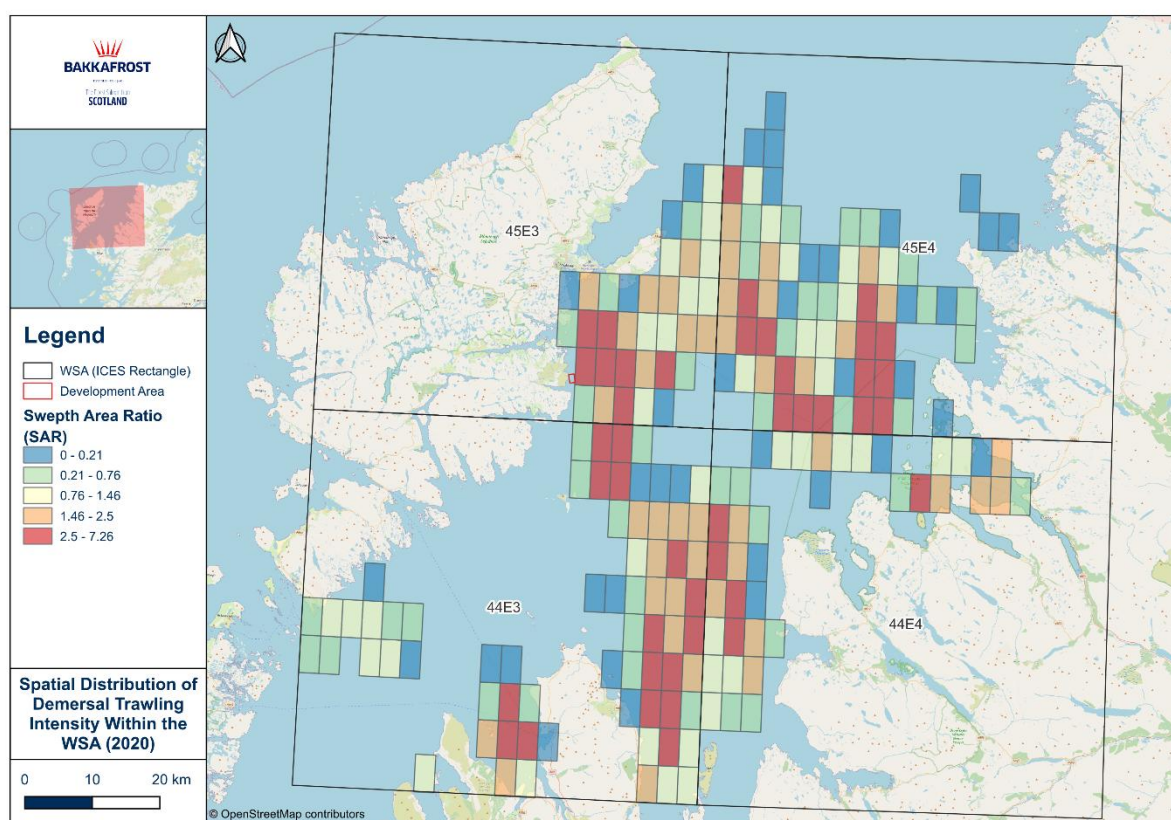 BAKKAFROST
SCOTLAND
Legend
WSA (ICES Rectangle)
Development Area
Swepth Area Ratio
(SAR)
0 - 0.21
0.21 - 0.76
0.76 - 1.46
1.46 - 2.5
2.5 - 7.26
Spatial Distribution of
Demersal Trawling
Intensity Within the
WSA (2020)
0 10 20 km
45E3
45E4
44E3
44E4
© OpenStreetMap contributors